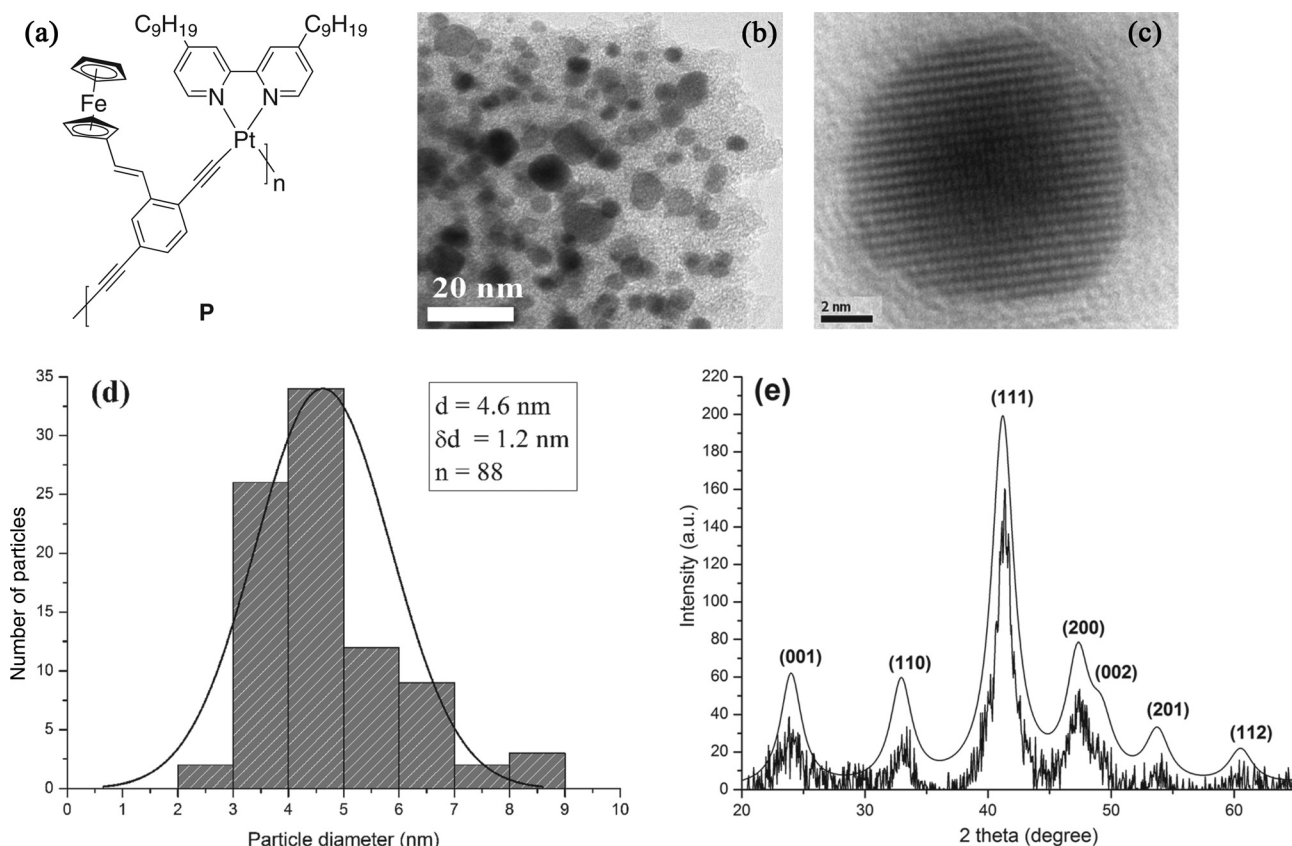 (a)
C9H19
C9H19
Fe
N
N
Pt
n
P
(b)
20 nm
(c)
2 nm
(d)
d = 4.6 nm
δd = 1.2 nm
n = 88
35
30
25
20
15
10
5
0
Number of particles
0 1 2 3 4 5 6 7 8 9 10
Particle diameter (nm)
(e)
220
200
180
160
140
120
100
80
60
40
20
0
Intensity (a.u.)
(001)
(110)
(111)
(200)
(002)
(201)
(112)
20 30 40 50 60
2 theta (degree)